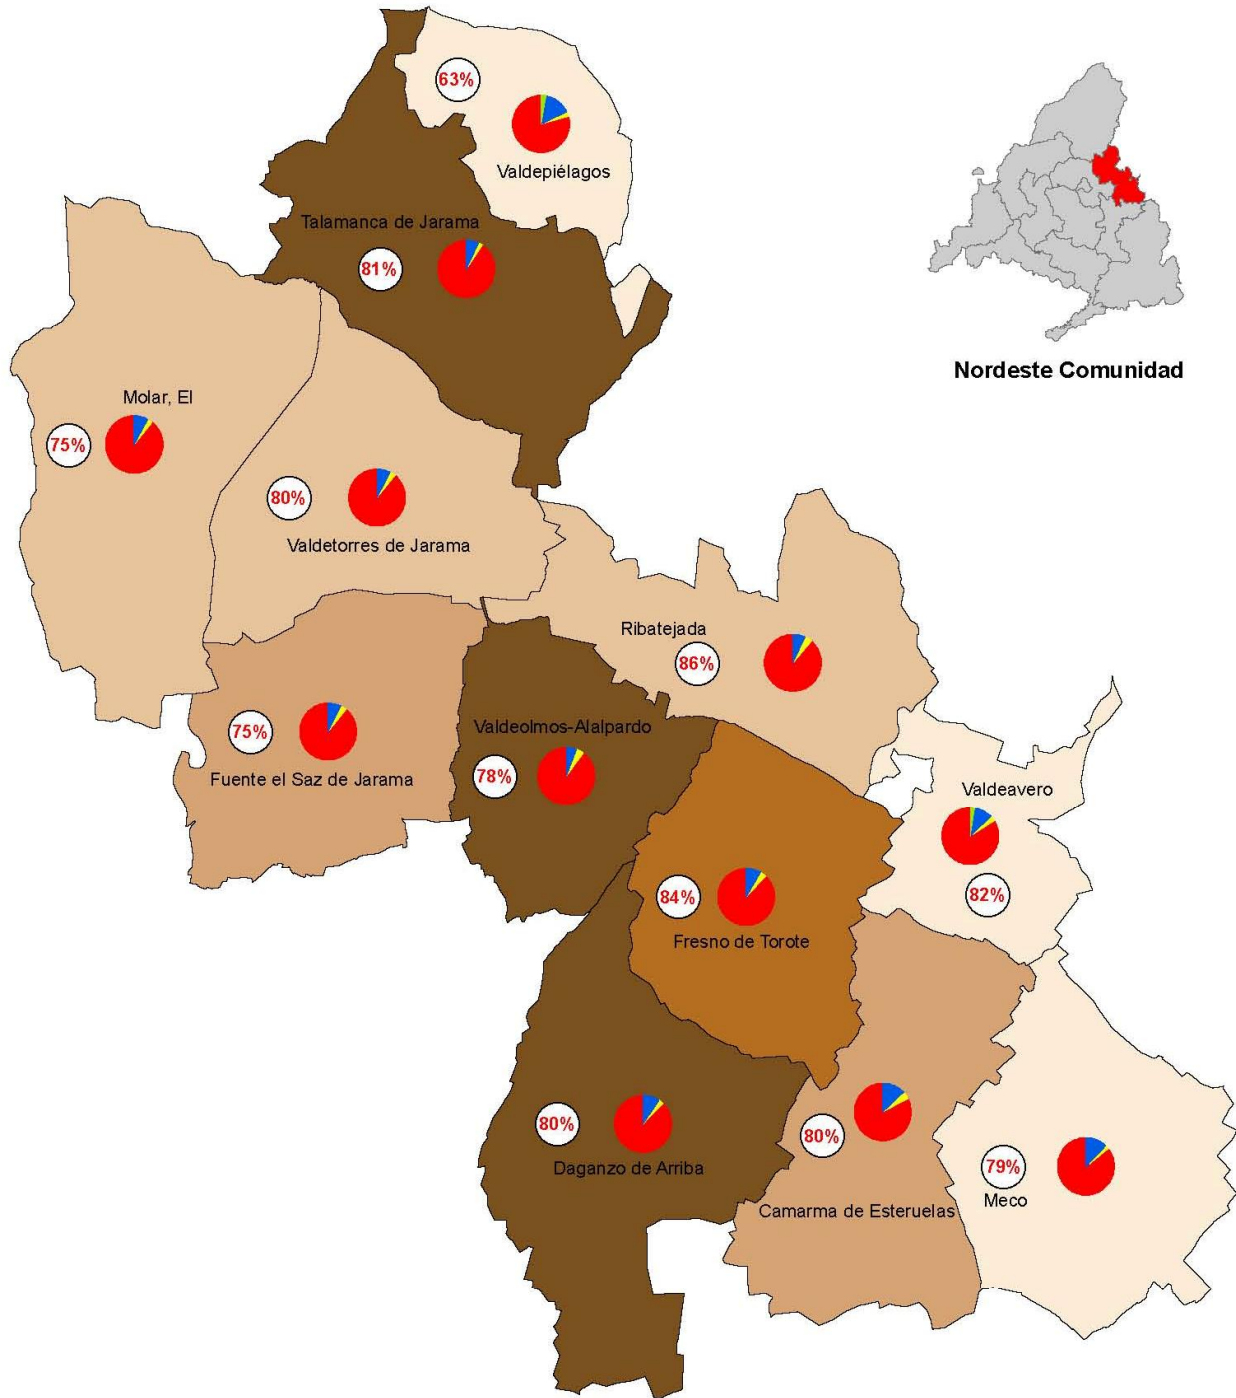 63%
Valdepiélagos
Talamanca de Jarama
81%
Nordeste Comunidad
Molar, El
75%
80%
Valdetorres de Jarama
Ribatejada
86%
75%
Fuente el Saz de Jarama
Valdeolmos-Alalpardo
78%
Valdeavero
82%
84%
Fresno de Torote
80%
Daganzo de Arriba
80%
Camarma de Esteruelas
79%
Meco